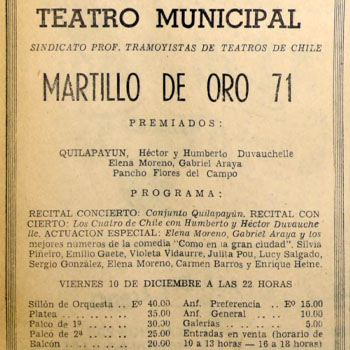 TEATRO MUNICIPAL
SINDICATO PROF. TRAMOYISTAS DE TEATROS DE CHILE
MARTILLO DE ORO 71
PREMIADOS:
QUILAPAYUN, Héctor y Humberto Duvauchelle
Elena Moreno, Gabriel Araya
Pancho Flores del Campo
PROGRAMA:
RECITAL CONCIERTO: Conjunto Quilapayún. RECITAL CON
CIERTO: Los Cuatro de Chile con Humberto y Héctor Duvauche
lle. ACTUACION ESPECIAL: Elena Moreno, Gabriel Araya y los
mejores números de la comedia "Como en la gran ciudad". Silvia
Piñeiro, Emilio Gaete, Violeta Vidaurre, Julita Pou, Lucy Salgado,
Sergio González, Elena Moreno, Carmen Barros y Enrique Heine.
VIERNES 10 DE DICIEMBRE A LAS 22 HORAS
Sillón de Orquesta .. Eº 40.00 Anf. Preferencia .. Eº 15.00
Platea .. .. .. .. .. 35.00 Anf. General .. .. .. 10.00
Palco de 1º .. .. .. 30.00 Galerías .. .. .. .. 5.00
Palco de 2º .. .. .. 25.00 Entradas en venta (horario de
Balcón .. .. .. .. .. 20.00 10 a 13 horas — 16 a 18 horas)